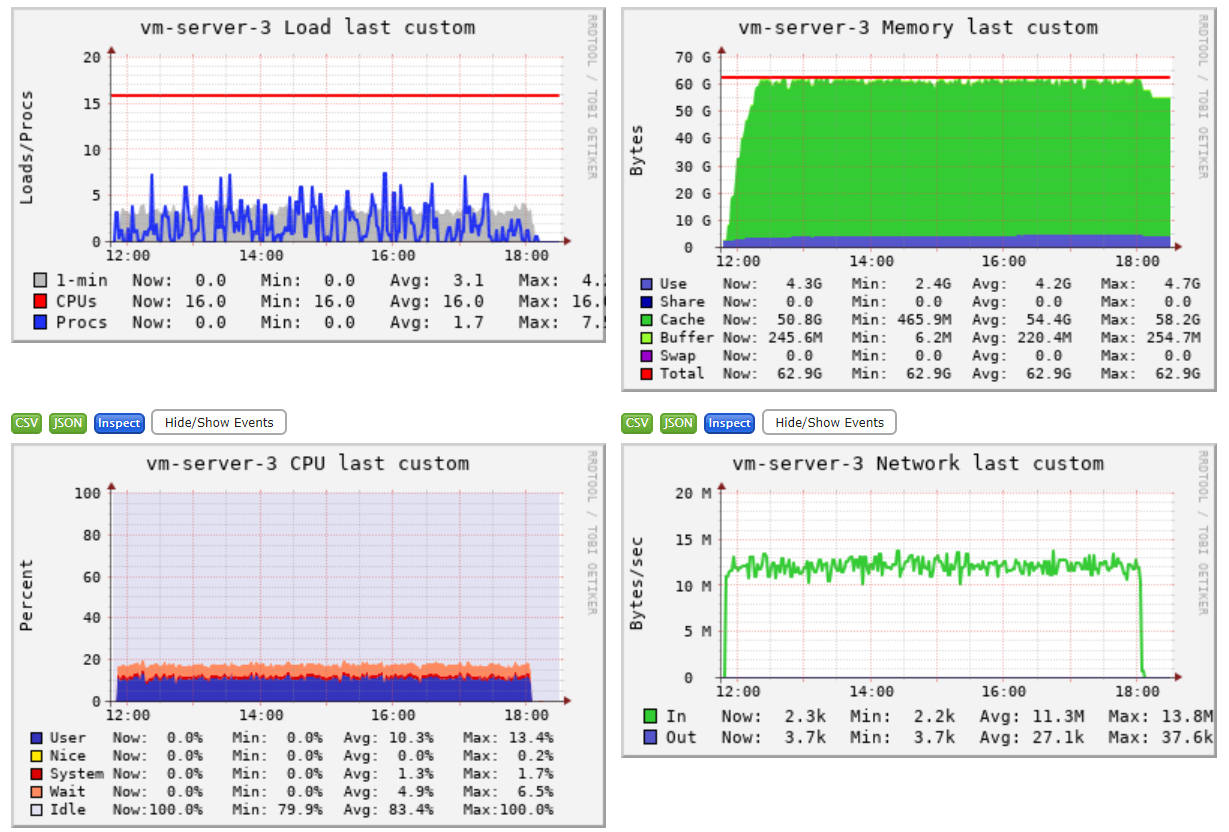 vm-server-3 Load last custom
RRDTOOL / TOBI OETIKER
Loads/Procs
20
15
10
5
0
12:00 14:00 16:00 18:00
1-min Now: 0.0 Min: 0.0 Avg: 3.1 Max: 4.
CPUs Now: 16.0 Min: 16.0 Avg: 16.0 Max: 16.
Procs Now: 0.0 Min: 0.0 Avg: 1.7 Max: 7.
vm-server-3 Memory last custom
RRDTOOL / TOBI OETIKER
Bytes
70 G
60 G
50 G
40 G
30 G
20 G
10 G
0
12:00 14:00 16:00 18:00
Use Now: 4.3G Min: 2.4G Avg: 4.2G Max: 4.7G
Share Now: 0.0 Min: 0.0 Avg: 0.0 Max: 0.0
Cache Now: 50.8G Min: 465.9M Avg: 54.4G Max: 58.2G
Buffer Now: 245.6M Min: 6.2M Avg: 220.4M Max: 254.7M
Swap Now: 0.0 Min: 0.0 Avg: 0.0 Max: 0.0
Total Now: 62.9G Min: 62.9G Avg: 62.9G Max: 62.9G
CSV JSON Inspect Hide/Show Events
CSV JSON Inspect Hide/Show Events
vm-server-3 CPU last custom
RRDTOOL / TOBI OETIKER
Percent
100
80
60
40
20
0
12:00 14:00 16:00 18:00
User Now: 0.0% Min: 0.0% Avg: 10.3% Max: 13.4%
Nice Now: 0.0% Min: 0.0% Avg: 0.0% Max: 0.2%
System Now: 0.0% Min: 0.0% Avg: 1.3% Max: 1.7%
Wait Now: 0.0% Min: 0.0% Avg: 4.9% Max: 6.5%
Idle Now:100.0% Min: 79.9% Avg: 83.4% Max:100.0%
vm-server-3 Network last custom
RRDTOOL / TOBI OETIKER
Bytes/sec
20 M
15 M
10 M
5 M
0
12:00 14:00 16:00 18:00
In Now: 2.3k Min: 2.2k Avg: 11.3M Max: 13.8M
Out Now: 3.7k Min: 3.7k Avg: 27.1k Max: 37.6k